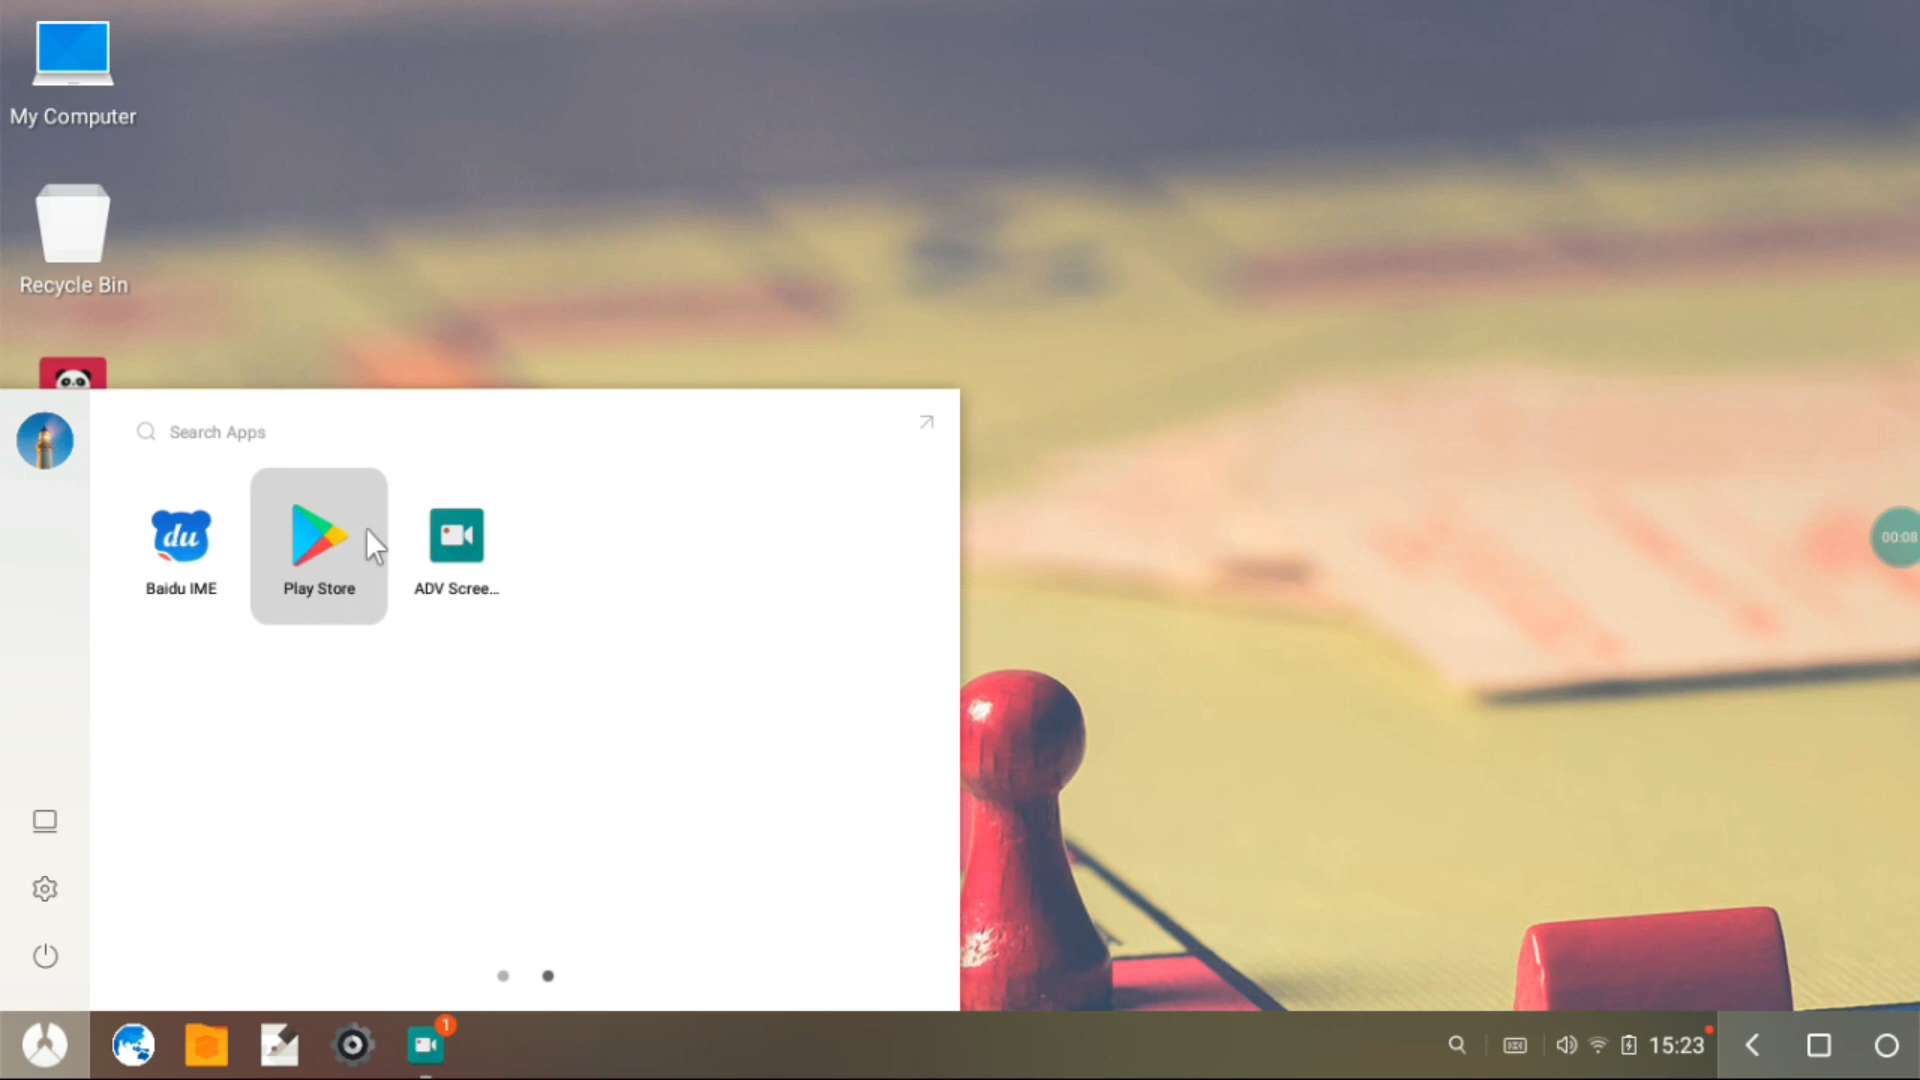 My Computer
Recycle Bin
Search Apps
du
Baidu IME
Play Store
ADV Scree...
00:08
1
15:23